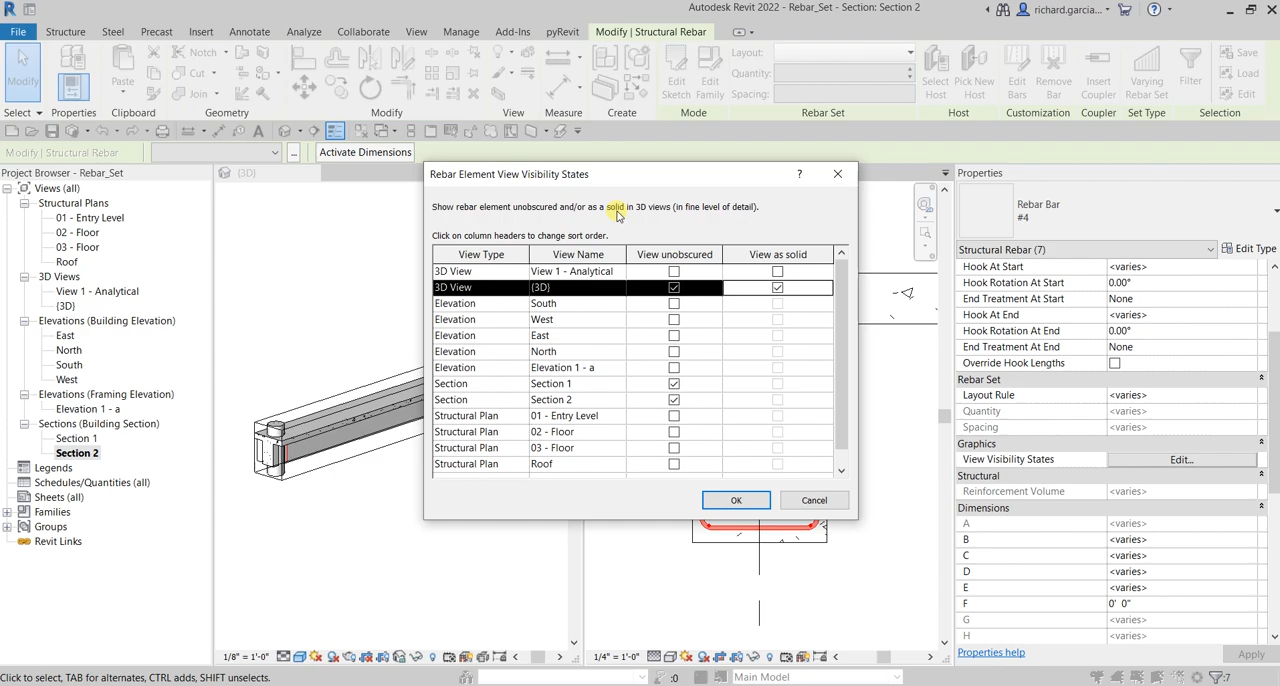 Autodesk Revit 2022 - Rebar_Set - Section: Section 2
richard.garcia...
File Structure Steel Precast Insert Annotate Analyze Collaborate View Manage Add-Ins pyRevit Modify | Structural Rebar
Modify
Paste
Notch
Cut
Join
Edit Sketch
Edit Family
Layout:
Quantity:
Spacing:
Select Host
Pick New Host
Edit Bars
Remove Bar
Insert Coupler
Varying Rebar Set
Filter
Save
Load
Edit
Select Properties Clipboard Geometry Modify View Measure Create Mode Rebar Set Host Customization Coupler Set Type Selection
Modify | Structural Rebar
... Activate Dimensions
Project Browser - Rebar_Set
Views (all)
Structural Plans
01 - Entry Level
02 - Floor
03 - Floor
Roof
3D Views
View 1 - Analytical
{3D}
Elevations (Building Elevation)
East
North
South
West
Elevations (Framing Elevation)
Elevation 1 - a
Sections (Building Section)
Section 1
Section 2
Legends
Schedules/Quantities (all)
Sheets (all)
Families
Groups
Revit Links
{3D}
Rebar Element View Visibility States
?
Show rebar element unobscured and/or as a solid in 3D views (in fine level of detail).
Click on column headers to change sort order.
View Type View Name View unobscured View as solid
3D View View 1 - Analytical
3D View {3D}
Elevation South
Elevation West
Elevation East
Elevation North
Elevation Elevation 1 - a
Section Section 1
Section Section 2
Structural Plan 01 - Entry Level
Structural Plan 02 - Floor
Structural Plan 03 - Floor
Structural Plan Roof
OK Cancel
Properties
Rebar Bar
#4
Structural Rebar (7) Edit Type
Hook At Start <varies>
Hook Rotation At Start 0.00°
End Treatment At Start None
Hook At End <varies>
Hook Rotation At End 0.00°
End Treatment At End None
Override Hook Lengths
Rebar Set
Layout Rule <varies>
Quantity <varies>
Spacing <varies>
Graphics
View Visibility States Edit...
Structural
Reinforcement Volume <varies>
Dimensions
A <varies>
B <varies>
C <varies>
D <varies>
E <varies>
F 0' 0"
G <varies>
H <varies>
Properties help Apply
1/8" = 1'-0"
1/4" = 1'-0"
Click to select, TAB for alternates, CTRL adds, SHIFT unselects.
:0
Main Model
:7